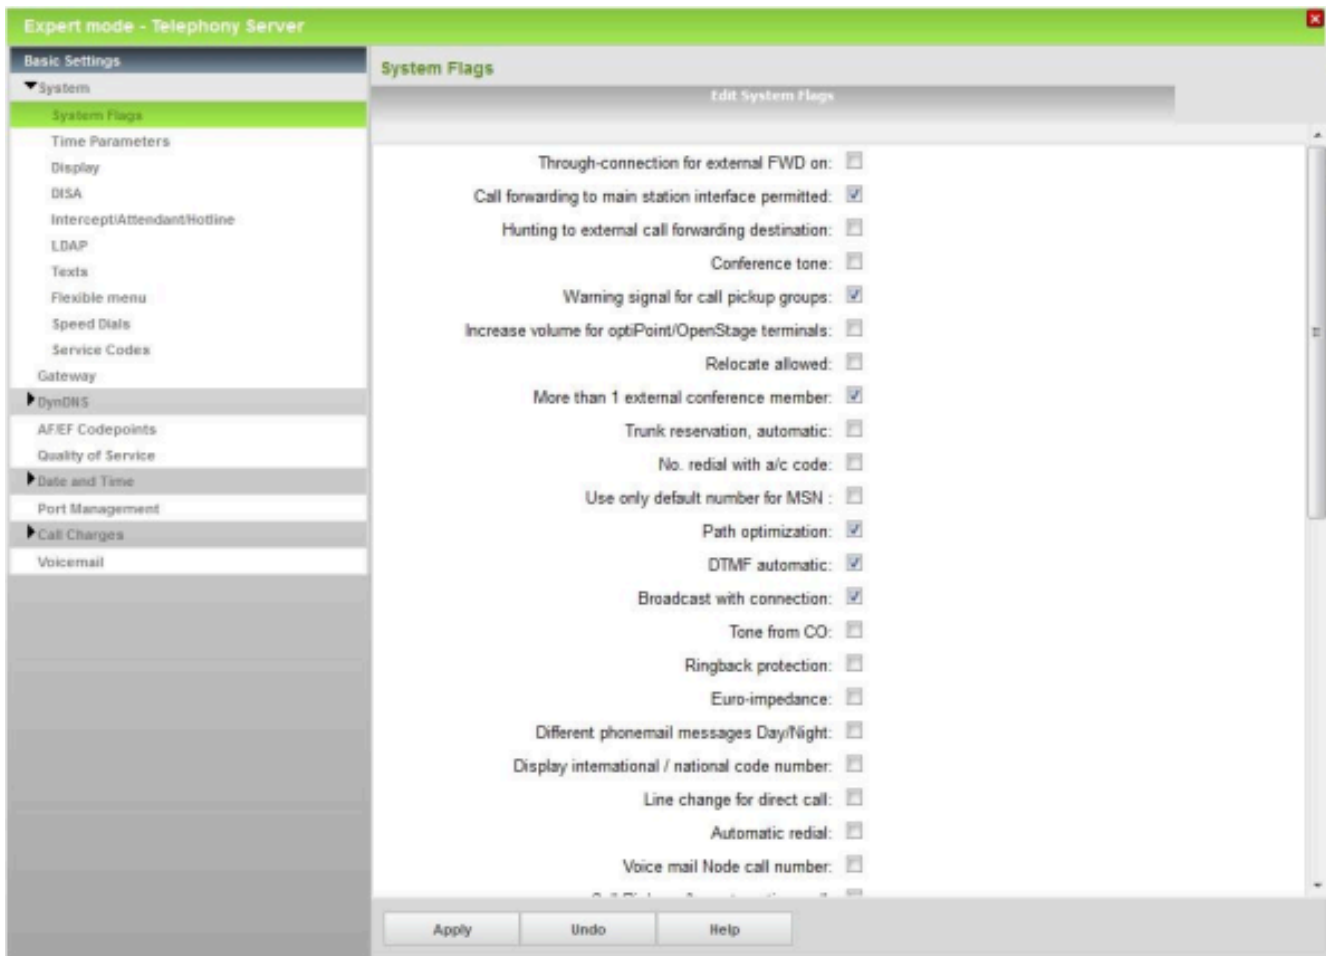 Expert mode - Telephony Server
Basic Settings
System
System Flags
Time Parameters
Display
DISA
Intercept/Attendant/Hotline
LDAP
Texts
Flexible menu
Speed Dials
Service Codes
Gateway
DynDNS
AF/EF Codepoints
Quality of Service
Date and Time
Port Management
Call Charges
Voicemail
System Flags
Edit System Flags
Through-connection for external FWD on:
Call forwarding to main station interface permitted:
Hunting to external call forwarding destination:
Conference tone:
Warning signal for call pickup groups:
Increase volume for optiPoint/OpenStage terminals:
Relocate allowed:
More than 1 external conference member:
Trunk reservation, automatic:
No. redial with a/c code:
Use only default number for MSN :
Path optimization:
DTMF automatic:
Broadcast with connection:
Tone from CO:
Ringback protection:
Euro-impedance:
Different phonemail messages Day/Night:
Display international / national code number:
Line change for direct call:
Automatic redial:
Voice mail Node call number:
Apply
Undo
Help